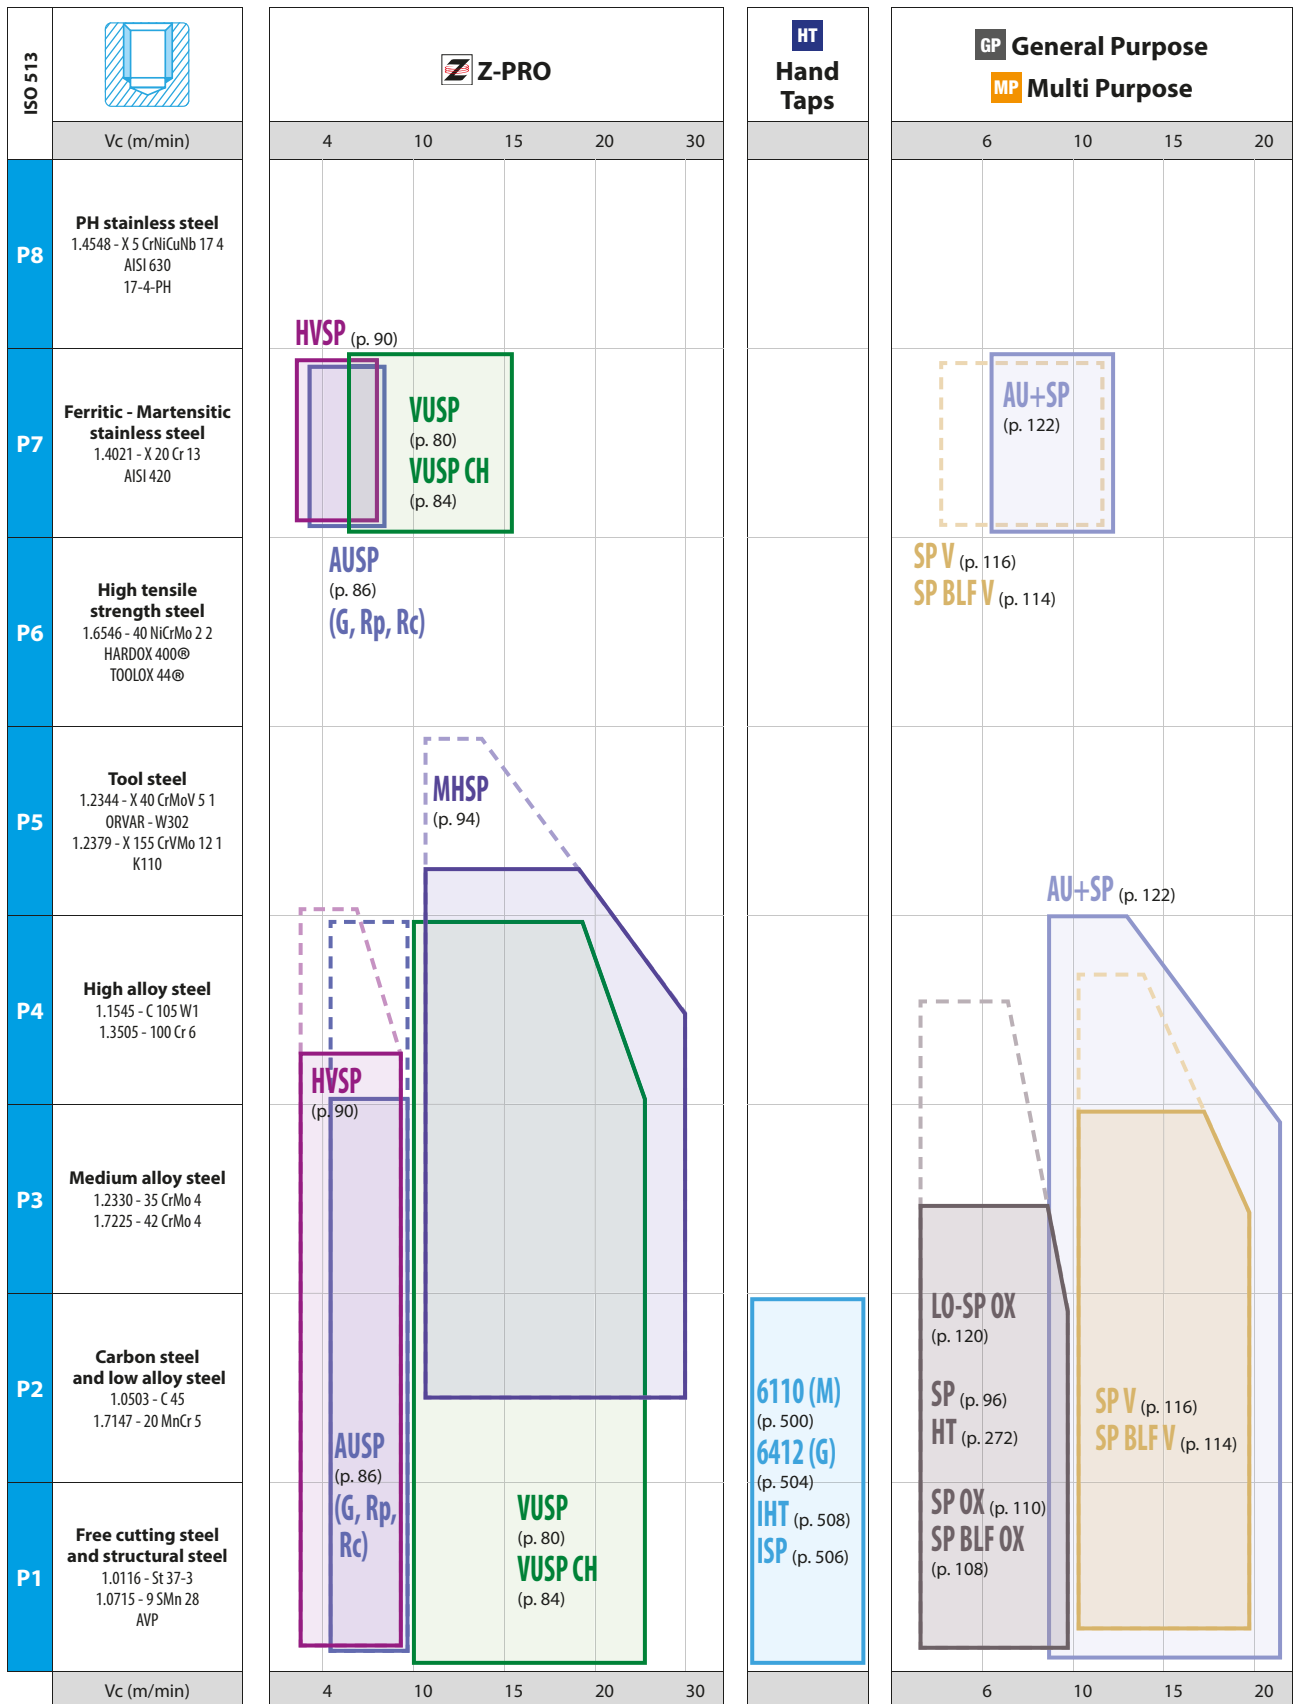 ISO 513
Z-PRO
HT
Hand
Taps
GP General Purpose
MP Multi Purpose
Vc (m/min)
4 10 15 20 30
6 10 15 20
P8
PH stainless steel
1.4548 - X 5 CrNiCuNb 17 4
AISI 630
17-4-PH
HVSP (p. 90)
P7
Ferritic - Martensitic
stainless steel
1.4021 - X 20 Cr 13
AISI 420
VUSP
(p. 80)
VUSP CH
(p. 84)
AU+SP
(p. 122)
P6
High tensile
strength steel
1.6546 - 40 NiCrMo 2 2
HARDOX 400®
TOOLOX 44®
AUSP
(p. 86)
(G, Rp, Rc)
SP V (p. 116)
SP BLF V (p. 114)
P5
Tool steel
1.2344 - X 40 CrMoV 5 1
ORVAR - W302
1.2379 - X 155 CrVMo 12 1
K110
MHSP
(p. 94)
AU+SP (p. 122)
P4
High alloy steel
1.1545 - C 105 W1
1.3505 - 100 Cr 6
HVSP
(p. 90)
P3
Medium alloy steel
1.2330 - 35 CrMo 4
1.7225 - 42 CrMo 4
P2
Carbon steel
and low alloy steel
1.0503 - C 45
1.7147 - 20 MnCr 5
AUSP
(p. 86)
(G, Rp,
Rc)
6110 (M)
(p. 500)
6412 (G)
(p. 504)
IHT (p. 508)
ISP (p. 506)
LO-SP OX
(p. 120)
SP (p. 96)
HT (p. 272)
SP OX (p. 110)
SP BLF OX
(p. 108)
SP V (p. 116)
SP BLF V (p. 114)
P1
Free cutting steel
and structural steel
1.0116 - St 37-3
1.0715 - 9 SMn 28
AVP
VUSP
(p. 80)
VUSP CH
(p. 84)
Vc (m/min)
4 10 15 20 30
6 10 15 20